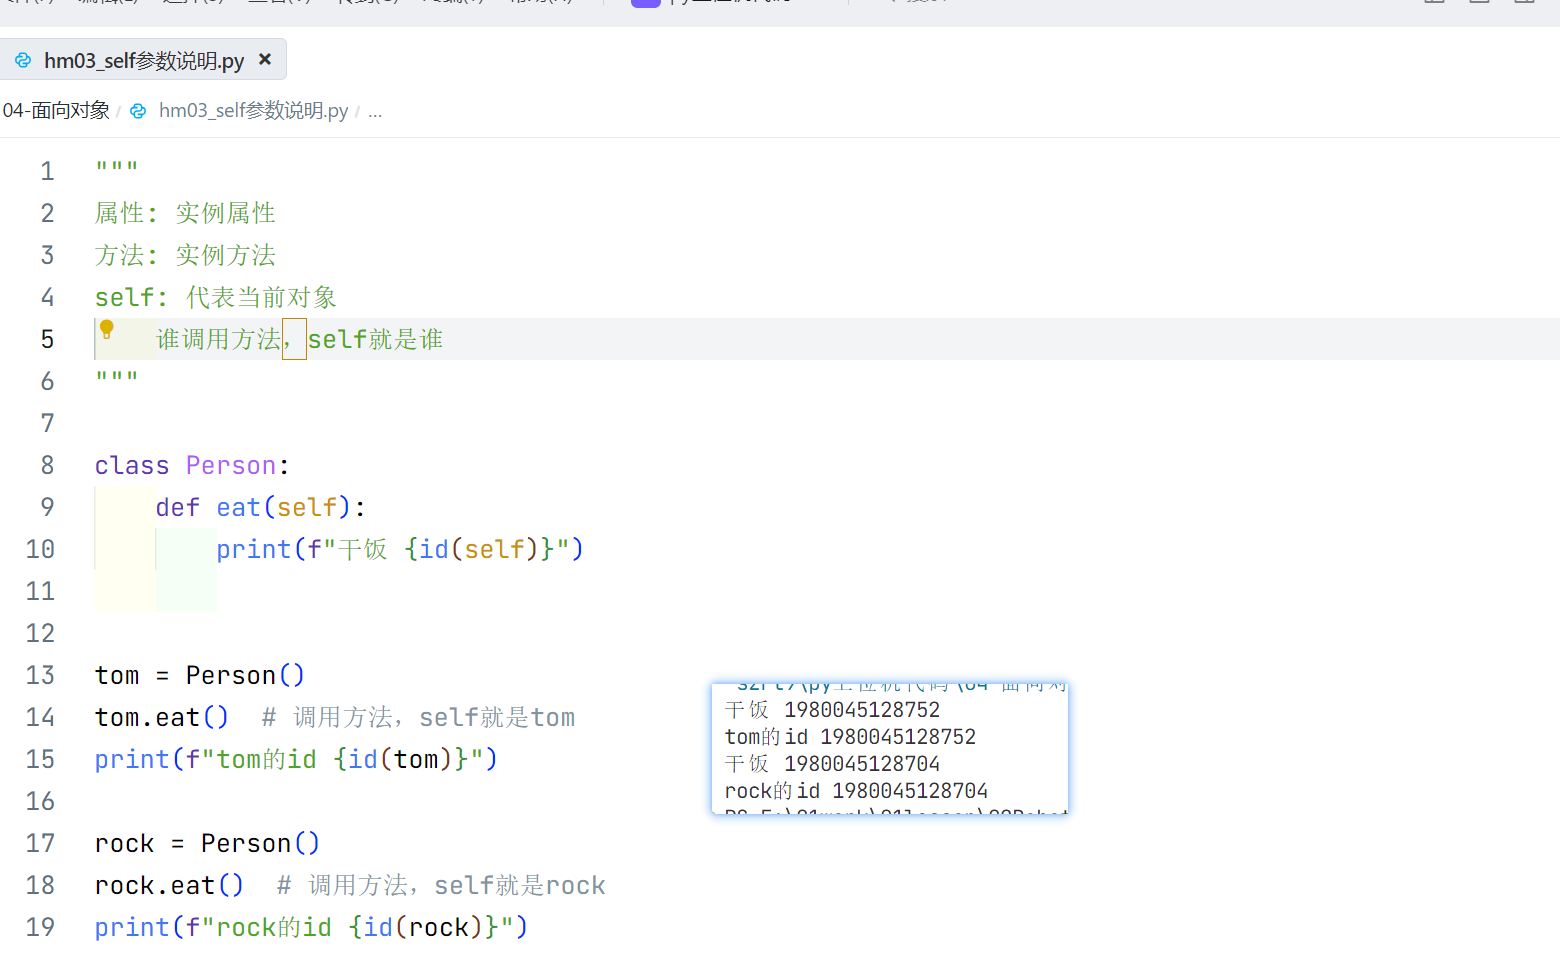 hm03_self参数说明.py ×
04-面向对象 / hm03_self参数说明.py / ...
1 """
2 属性: 实例属性
3 方法: 实例方法
4 self: 代表当前对象
5 谁调用方法，self就是谁
6 """
7
8 class Person:
9 def eat(self):
10 print(f"干饭 {id(self)}")
11
12
13 tom = Person()
14 tom.eat()  # 调用方法，self就是tom
15 print(f"tom的id {id(tom)}")
16
17 rock = Person()
18 rock.eat()  # 调用方法，self就是rock
19 print(f"rock的id {id(rock)}")
干饭 1980045128752
tom的id 1980045128752
干饭 1980045128704
rock的id 1980045128704